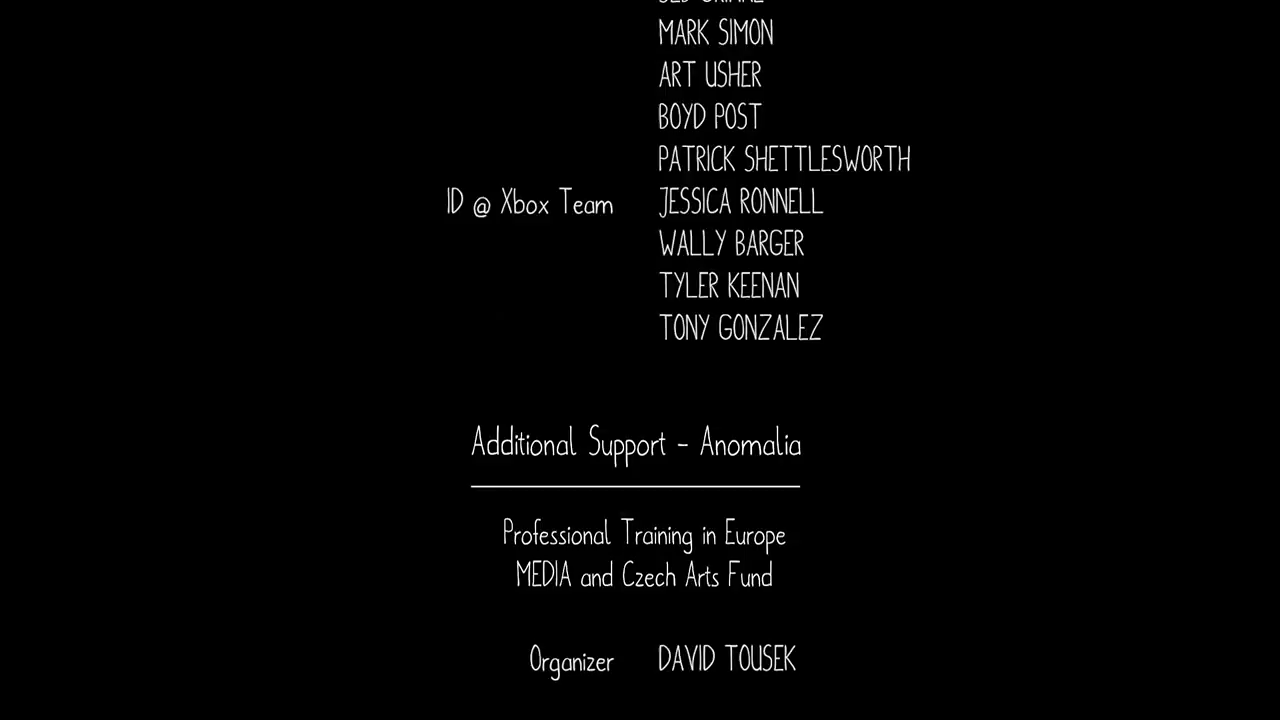 MARK SIMON
ART USHER
BOYD POST
PATRICK SHETTLESWORTH
ID @ Xbox Team JESSICA RONNELL
WALLY BARGER
TYLER KEENAN
TONY GONZALEZ
Additional Support - Anomalia
Professional Training in Europe
MEDIA and Czech Arts Fund
Organizer DAVID TOUSEK